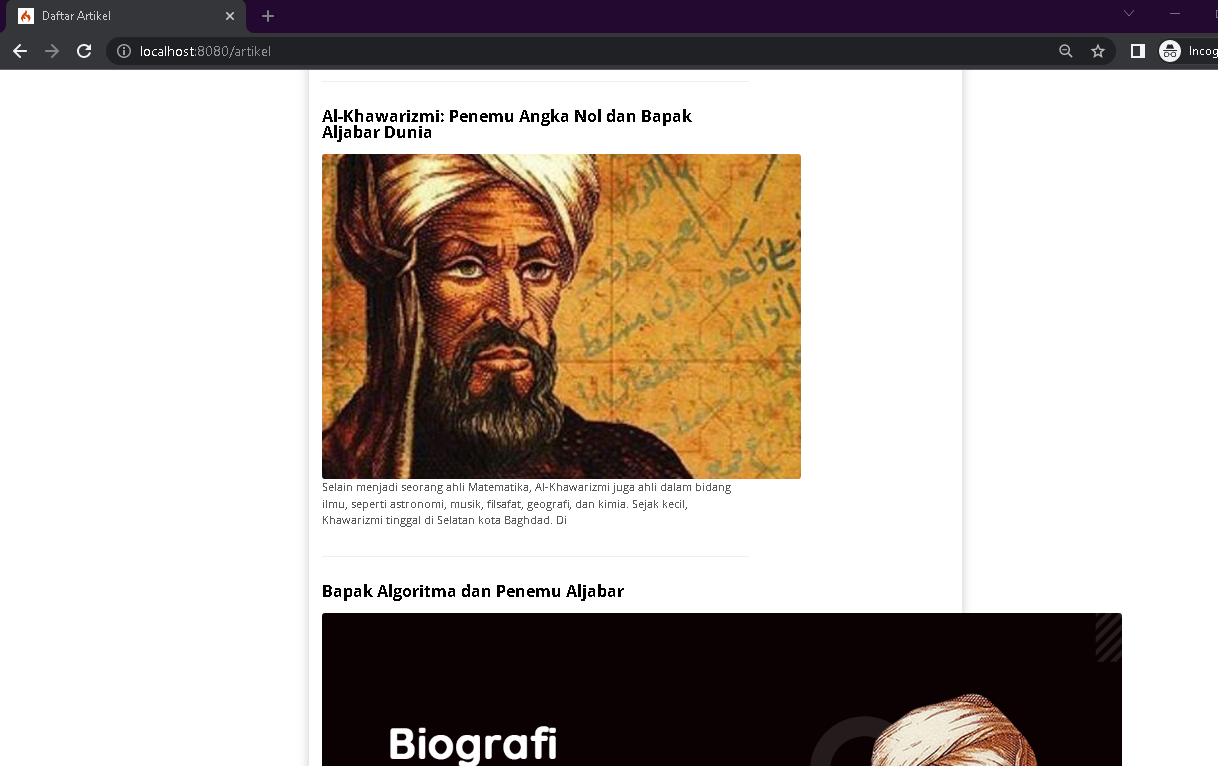 Daftar Artikel
localhost:8080/artikel
Incog
Al-Khawarizmi: Penemu Angka Nol dan Bapak
Aljabar Dunia
Selain menjadi seorang ahli Matematika, Al-Khawarizmi juga ahli dalam bidang
ilmu, seperti astronomi, musik, filsafat, geografi, dan kimia. Sejak kecil,
Khawarizmi tinggal di Selatan kota Baghdad. Di
Bapak Algoritma dan Penemu Aljabar
Biografi